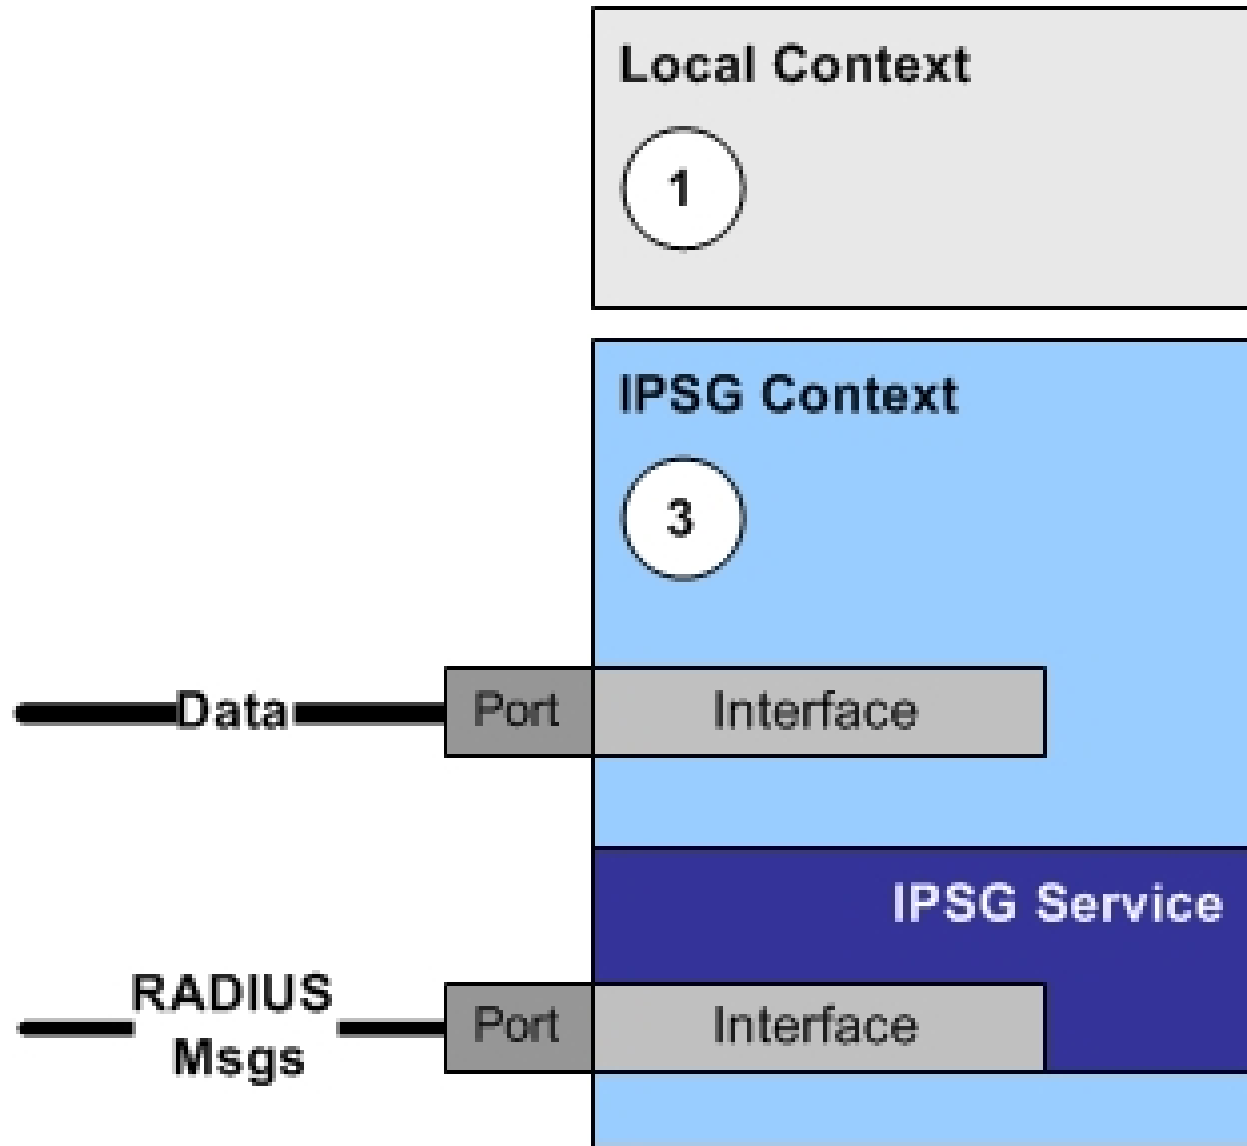 Local Context
1
IPSG Context
3
Data
Port
Interface
IPSG Service
RADIUS
Msgs
Port
Interface